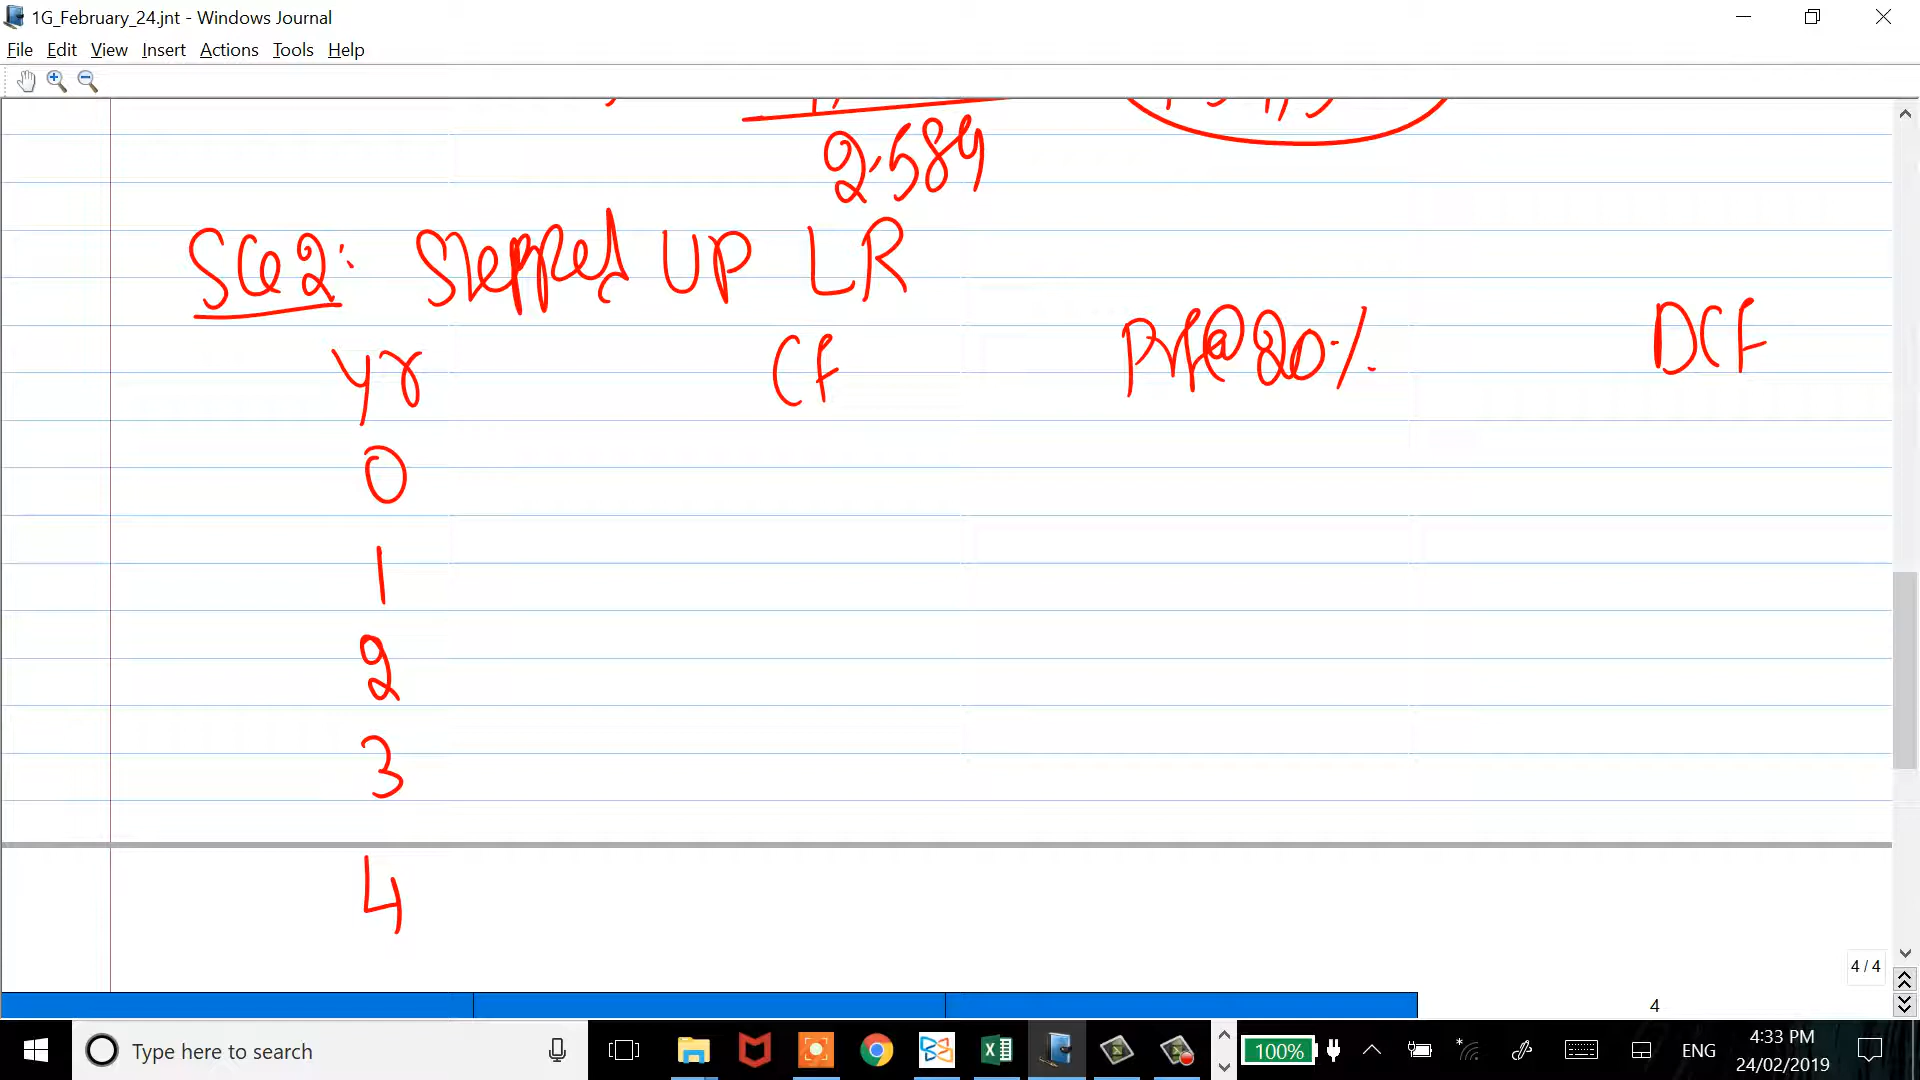 1G_February_24.jnt - Windows Journal
File Edit View Insert Actions Tools Help
2.589
SCe 2: Stepped UP LR
Yr CF PVF@20% DCF
0
1
2
3
4
4 / 4
4
Type here to search
100%
ENG
4:33 PM
24/02/2019